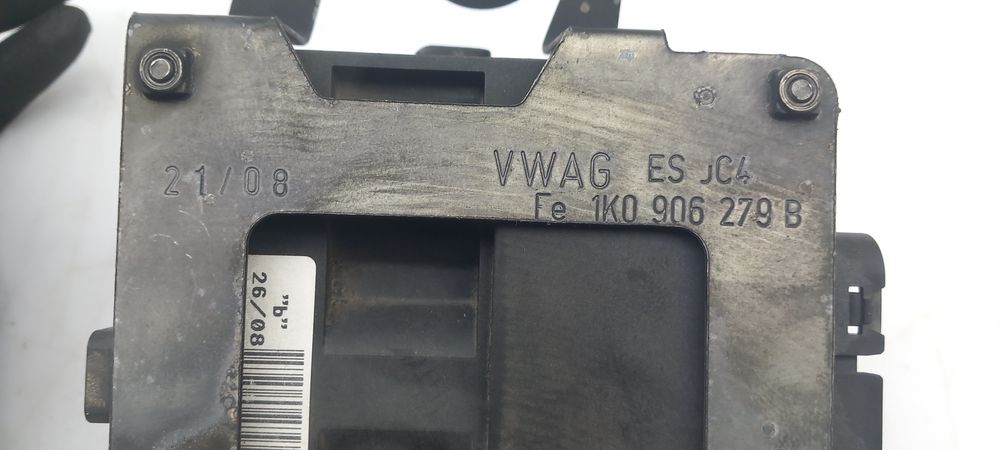 21/08
VWAG ES JC4
Fe 1K0 906 279 B
"b"
26/08